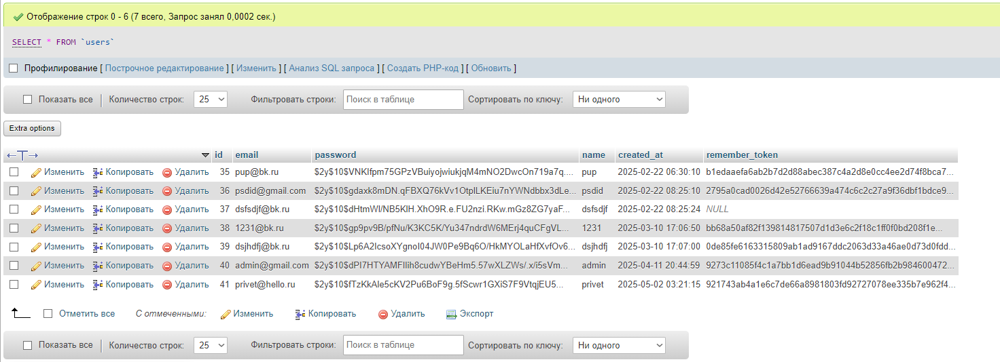 Отображение строк 0 - 6 (7 всего, Запрос занял 0,0002 сек.)
SELECT * FROM `users`
Профилирование [ Построчное редактирование ] [ Изменить ] [ Анализ SQL запроса ] [ Создать PHP-код ] [ Обновить ]
Показать все Количество строк: 25 Фильтровать строки: Поиск в таблице Сортировать по ключу: Ни одного
Extra options
id email password name created_at remember_token
Изменить Копировать Удалить 35 pup@bk.ru $2y$10$VNKlfpm75GPzVBuiyojwiukjqM4mNO2DwcOn719a7q.... pup 2025-02-22 06:30:10 b1edaaefa6ab2b7d2d88abec387c4a2d8e0cc4ee2d74f8bca7...
Изменить Копировать Удалить 36 psdid@gmail.com $2y$10$gdaxk8mDN.qFBXQ76kVv1OtplLKEiu7nYWNdbbx3dLe... psdid 2025-02-22 08:25:10 2795a0cad0026d42e52766639a474c6c2c27a9f36dbf1bdce9...
Изменить Копировать Удалить 37 dsfsdjf@bk.ru $2y$10$dHtmWl/NB5KlH.XhO9R.e.FU2nzi.RKw.mGz8ZG7yaF... dsfsdjf 2025-02-22 08:25:24 NULL
Изменить Копировать Удалить 38 1231@bk.ru $2y$10$gp9pv9B/pfNu/K3KC5K/Yu347ndrdW6MErj4quCFgVL... 1231 2025-03-10 17:06:50 bb68a50af82f139814817507d1d3e6c2f18c1ff0f0bd208f1e...
Изменить Копировать Удалить 39 dsjhdfj@bk.ru $2y$10$Lp6A2IcsoXYgnoI04JW0Pe9Bq6O/HkMYOLaHfXvfOv6... dsjhdfj 2025-03-10 17:07:00 0de85fe6163315809ab1ad9167ddc2063d33a46ae0d73d0fdd...
Изменить Копировать Удалить 40 admin@gmail.com $2y$10$dPI7HTYAMFIlih8cudwYBeHm5.57wXLZWs/.x/i5sVm... admin 2025-04-11 20:44:59 9273c11085f4c1a7bb1d6ead9b91044b52856fb2b984600472...
Изменить Копировать Удалить 41 privet@hello.ru $2y$10$fTzKkAle5cKV2Pu6BoF9g.5fScwr1GXiS7F9VtqjEU5... privet 2025-05-02 03:21:15 921743ab4a1e6c7de66a8981803fd92727078ee335b7e962f4...
Отметить все С отмеченными: Изменить Копировать Удалить Экспорт
Показать все Количество строк: 25 Фильтровать строки: Поиск в таблице Сортировать по ключу: Ни одного